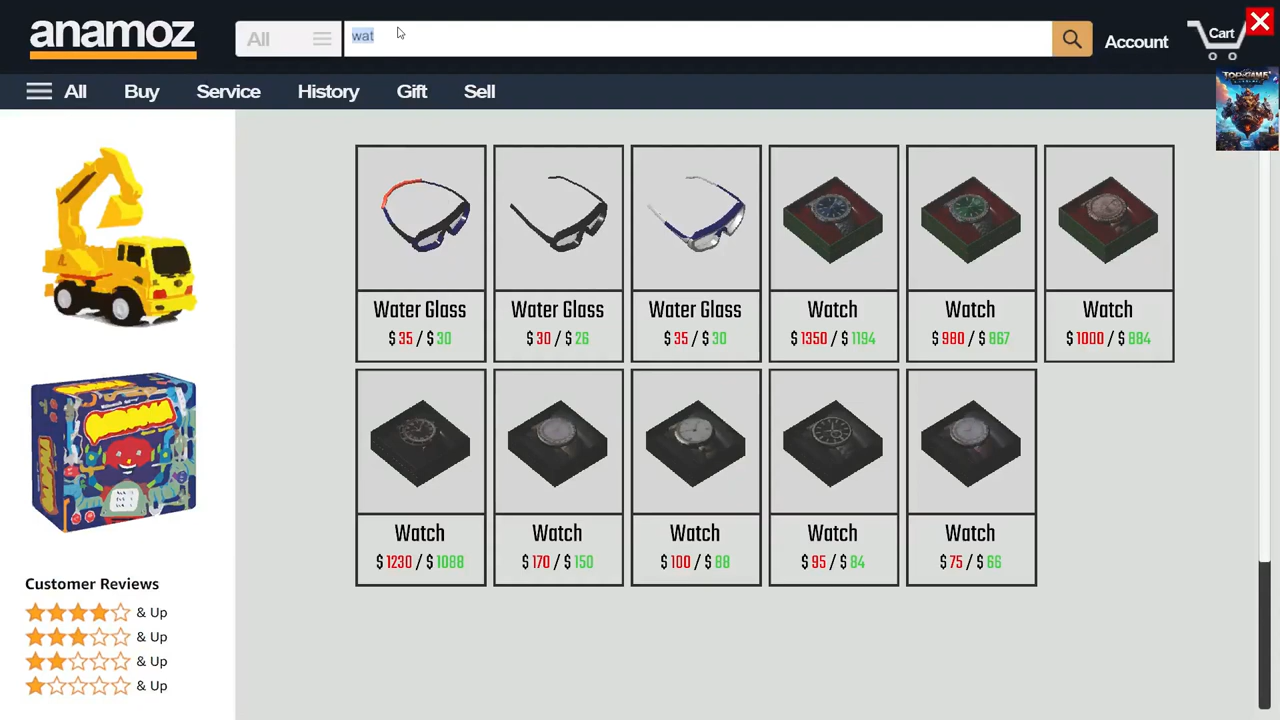 anamoz
All
wat
Account
Cart
All Buy Service History Gift Sell
Water Glass
$ 35 / $ 30
Water Glass
$ 30 / $ 26
Water Glass
$ 35 / $ 30
Watch
$ 1350 / $ 1194
Watch
$ 980 / $ 867
Watch
$ 1000 / $ 884
Watch
$ 1230 / $ 1088
Watch
$ 170 / $ 150
Watch
$ 100 / $ 88
Watch
$ 95 / $ 84
Watch
$ 75 / $ 66
Customer Reviews
& Up
& Up
& Up
& Up